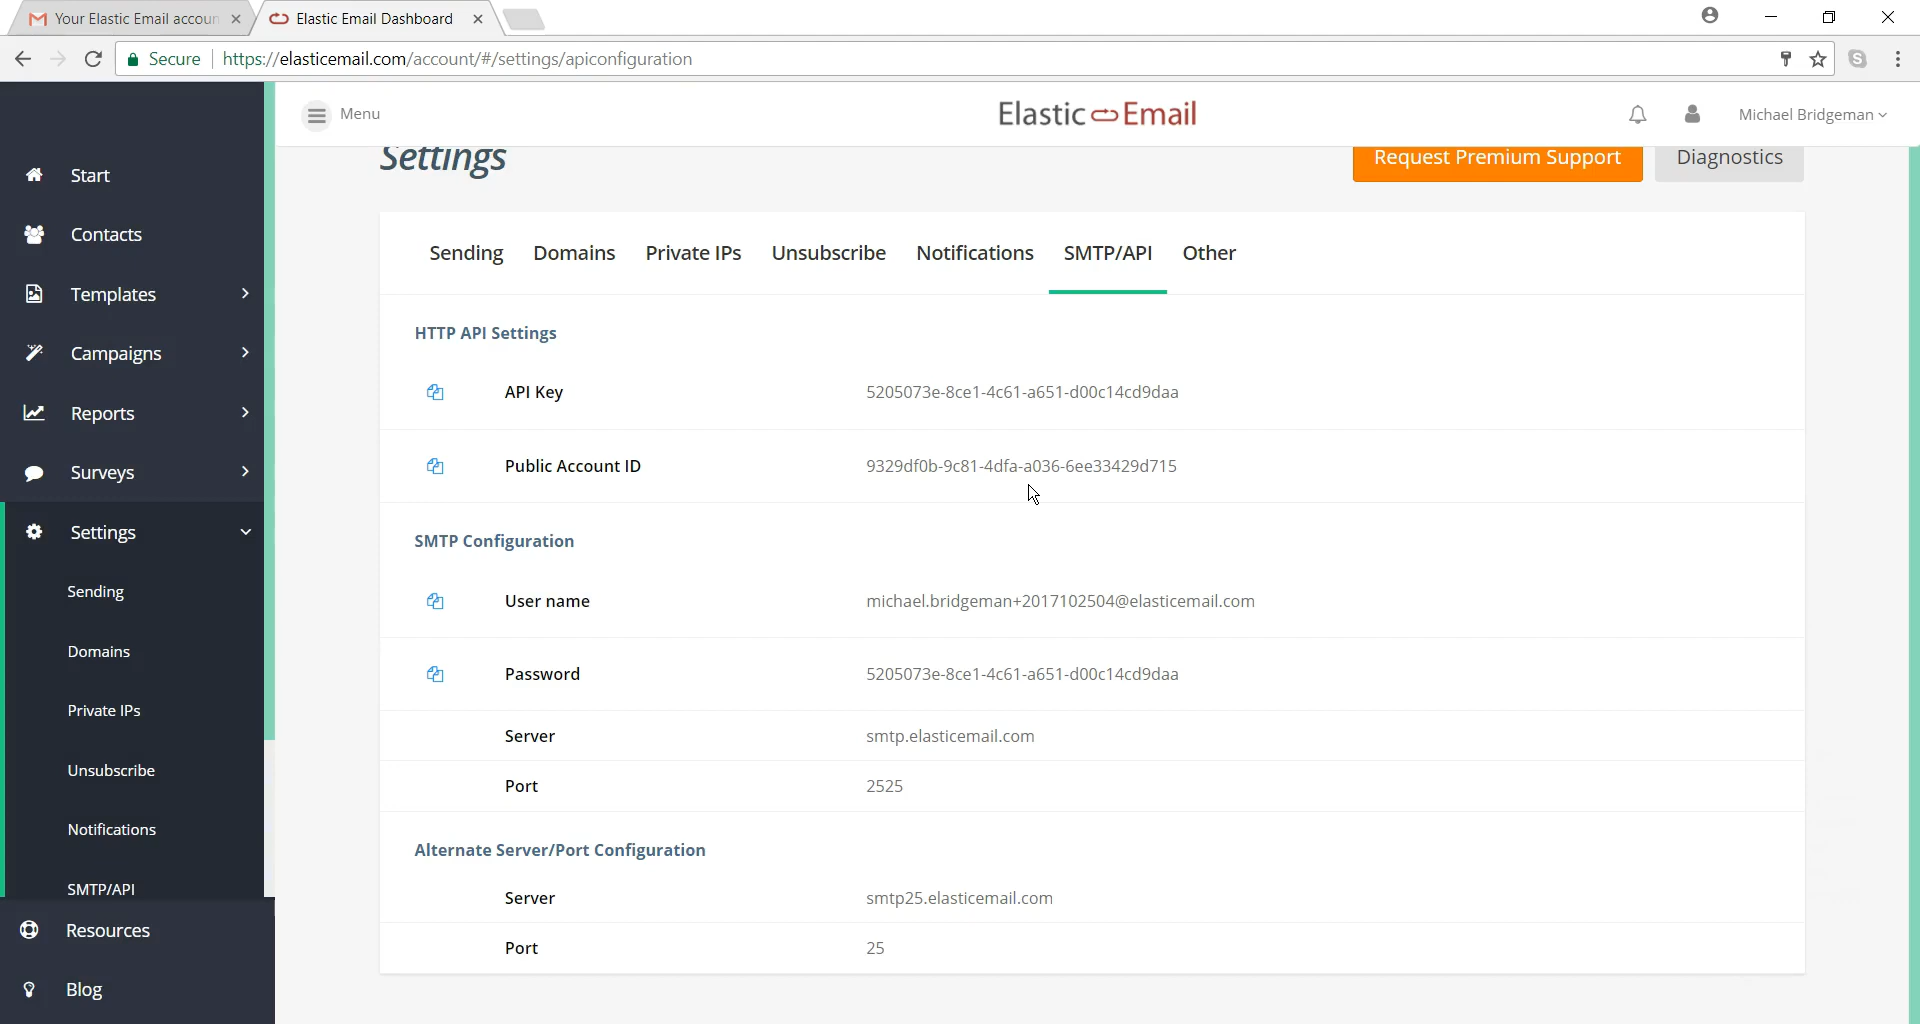 Your Elastic Email accoun
Elastic Email Dashboard
Secure
https://elasticemail.com/account/#/settings/apiconfiguration
Menu
Elastic Email
Michael Bridgeman
Start
Contacts
Templates
Campaigns
Reports
Surveys
Settings
Sending
Domains
Private IPs
Unsubscribe
Notifications
SMTP/API
Resources
Blog
Settings
Request Premium Support
Diagnostics
Sending Domains Private IPs Unsubscribe Notifications SMTP/API Other
HTTP API Settings
API Key 5205073e-8ce1-4c61-a651-d00c14cd9daa
Public Account ID 9329df0b-9c81-4dfa-a036-6ee33429d715
SMTP Configuration
User name michael.bridgeman+2017102504@elasticemail.com
Password 5205073e-8ce1-4c61-a651-d00c14cd9daa
Server smtp.elasticemail.com
Port 2525
Alternate Server/Port Configuration
Server smtp25.elasticemail.com
Port 25